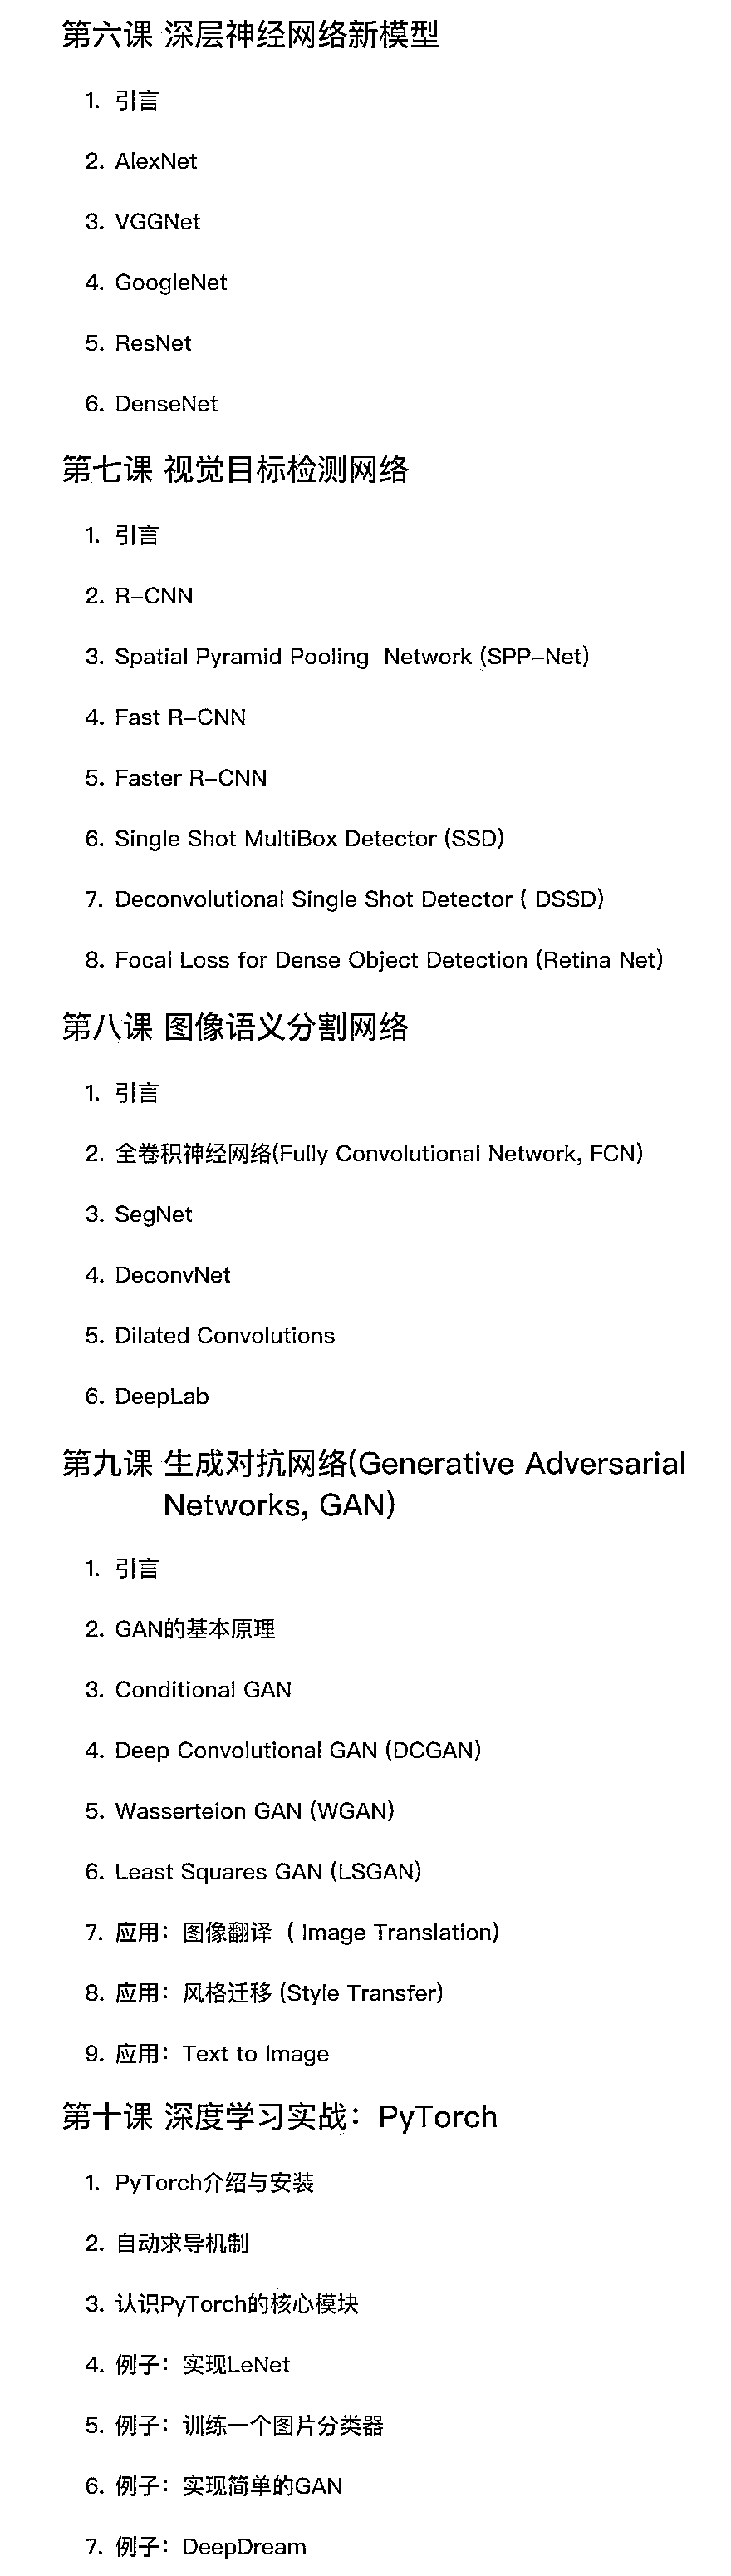 第六课 深层神经网络新模型
1. 引言
2. AlexNet
3. VGGNet
4. GoogleNet
5. ResNet
6. DenseNet
第七课 视觉目标检测网络
1. 引言
2. R-CNN
3. Spatial Pyramid Pooling  Network (SPP-Net)
4. Fast R-CNN
5. Faster R-CNN
6. Single Shot MultiBox Detector (SSD)
7. Deconvolutional Single Shot Detector ( DSSD)
8. Focal Loss for Dense Object Detection (Retina Net)
第八课 图像语义分割网络
1. 引言
2. 全卷积神经网络(Fully Convolutional Network, FCN)
3. SegNet
4. DeconvNet
5. Dilated Convolutions
6. DeepLab
第九课 生成对抗网络(Generative Adversarial
Networks, GAN)
1. 引言
2. GAN的基本原理
3. Conditional GAN
4. Deep Convolutional GAN (DCGAN)
5. Wasserteion GAN (WGAN)
6. Least Squares GAN (LSGAN)
7. 应用：图像翻译 ( Image Translation)
8. 应用：风格迁移 (Style Transfer)
9. 应用：Text to Image
第十课 深度学习实战：PyTorch
1. PyTorch介绍与安装
2. 自动求导机制
3. 认识PyTorch的核心模块
4. 例子：实现LeNet
5. 例子：训练一个图片分类器
6. 例子：实现简单的GAN
7. 例子：DeepDream